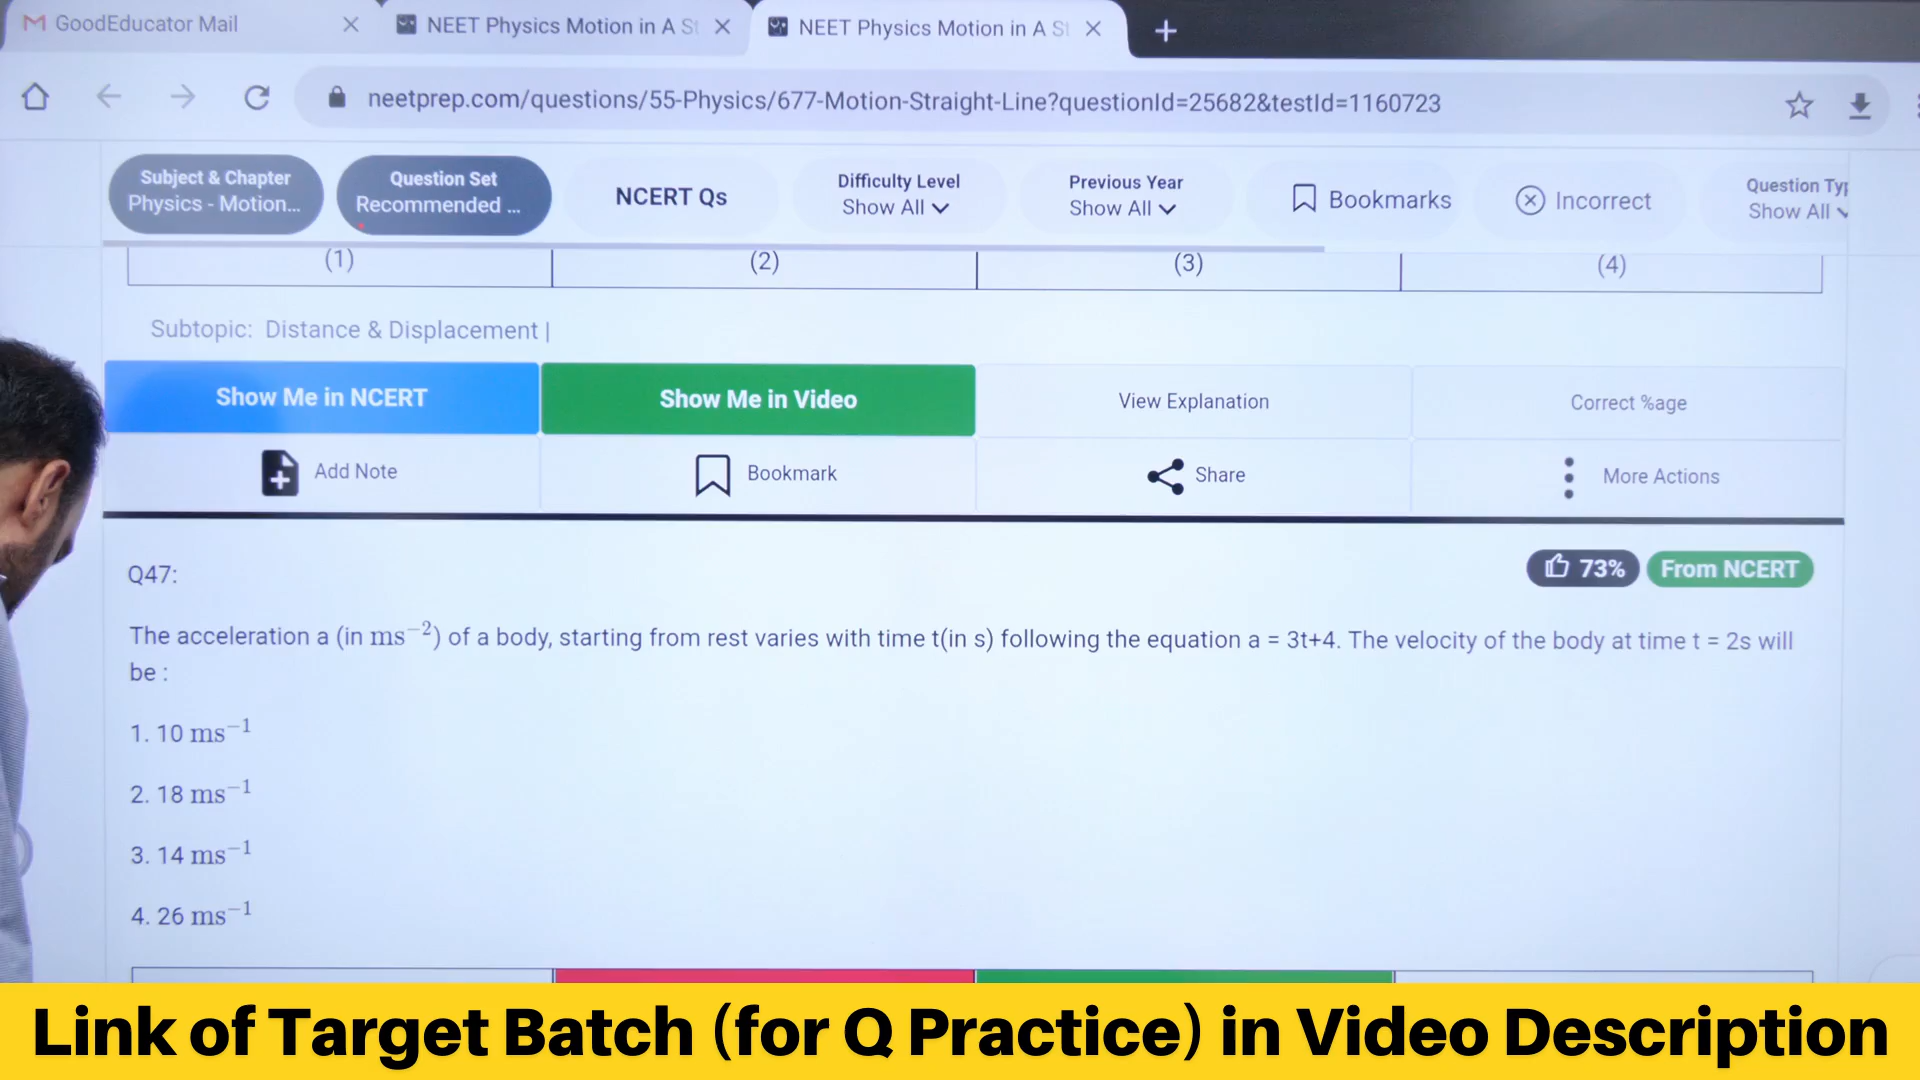 GoodEducator Mail
NEET Physics Motion in A St
NEET Physics Motion in A St
neetprep.com/questions/55-Physics/677-Motion-Straight-Line?questionId=25682&testId=1160723
Subject & Chapter
Physics - Motion...
Question Set
Recommended ...
NCERT Qs
Difficulty Level
Show All
Previous Year
Show All
Bookmarks
Incorrect
Question Typ
Show All
(1) (2) (3) (4)
Subtopic: Distance & Displacement |
Show Me in NCERT
Show Me in Video
View Explanation
Correct %age
Add Note
Bookmark
Share
More Actions
Q47:
73%
From NCERT
The acceleration a (in ms⁻²) of a body, starting from rest varies with time t(in s) following the equation a = 3t+4. The velocity of the body at time t = 2s will
be :
1. 10 ms⁻¹
2. 18 ms⁻¹
3. 14 ms⁻¹
4. 26 ms⁻¹
Link of Target Batch (for Q Practice) in Video Description